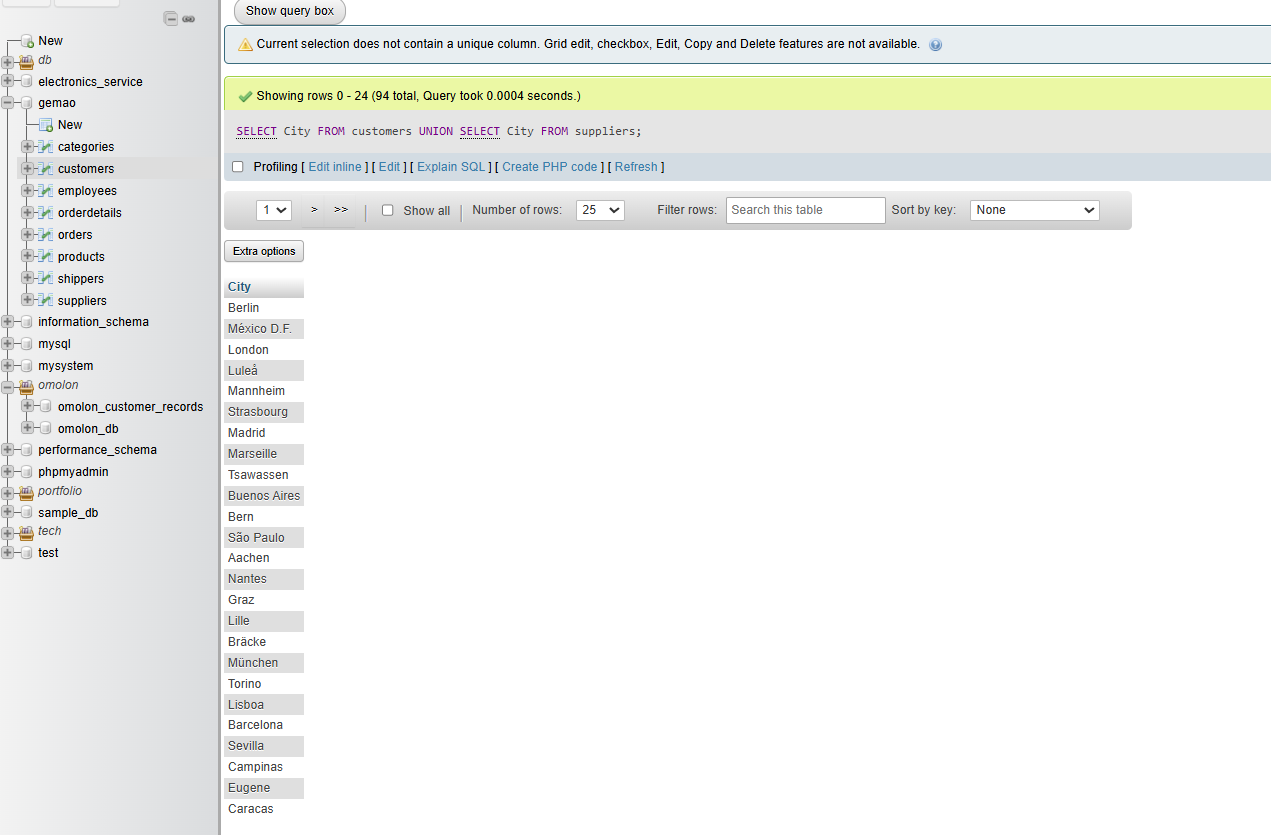 New
db
electronics_service
gemao
New
categories
customers
employees
orderdetails
orders
products
shippers
suppliers
information_schema
mysql
mysystem
omolon
omolon_customer_records
omolon_db
performance_schema
phpmyadmin
portfolio
sample_db
tech
test
Show query box
Current selection does not contain a unique column. Grid edit, checkbox, Edit, Copy and Delete features are not available.
Showing rows 0 - 24 (94 total, Query took 0.0004 seconds.)
SELECT City FROM customers UNION SELECT City FROM suppliers;
Profiling [ Edit inline ] [ Edit ] [ Explain SQL ] [ Create PHP code ] [ Refresh ]
1 > >> Show all Number of rows: 25 Filter rows: Search this table Sort by key: None
Extra options
City
Berlin
México D.F.
London
Luleå
Mannheim
Strasbourg
Madrid
Marseille
Tsawassen
Buenos Aires
Bern
São Paulo
Aachen
Nantes
Graz
Lille
Bräcke
München
Torino
Lisboa
Barcelona
Sevilla
Campinas
Eugene
Caracas